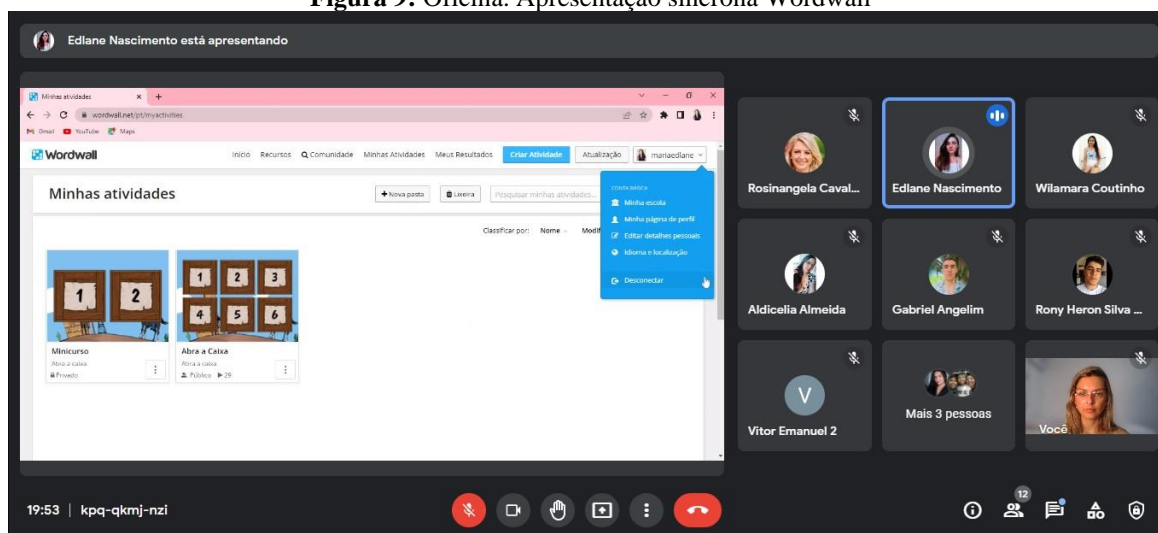 Figura 9: Oficina: Apresentação síncrona Wordwall
Edlane Nascimento está apresentando
Minhas atividades
wordwall.net/pt/myactivities
Gmail YouTube Maps
Wordwall
Início Recursos Comunidade Minhas Atividades Meus Resultados Criar Atividade Atualização mariaedlane
Minhas atividades
Nova pasta Lixeira Pesquisar minhas atividades...
Classificar por: Nome Modif
CONTA BÁSICA
Minha escola
Minha página de perfil
Editar detalhes pessoais
Idioma e localização
Desconectar
1 2
1 2 3
4 5 6
Minicurso
Abra a caixa
Privado
Abra a Caixa
Abra a caixa
Público 29
Rosinangela Caval...
Edlane Nascimento
Wilamara Coutinho
Aldicelia Almeida
Gabriel Angelim
Rony Heron Silva ...
V
Vitor Emanuel 2
Mais 3 pessoas
Você
19:53 | kpq-qkmj-nzi
12